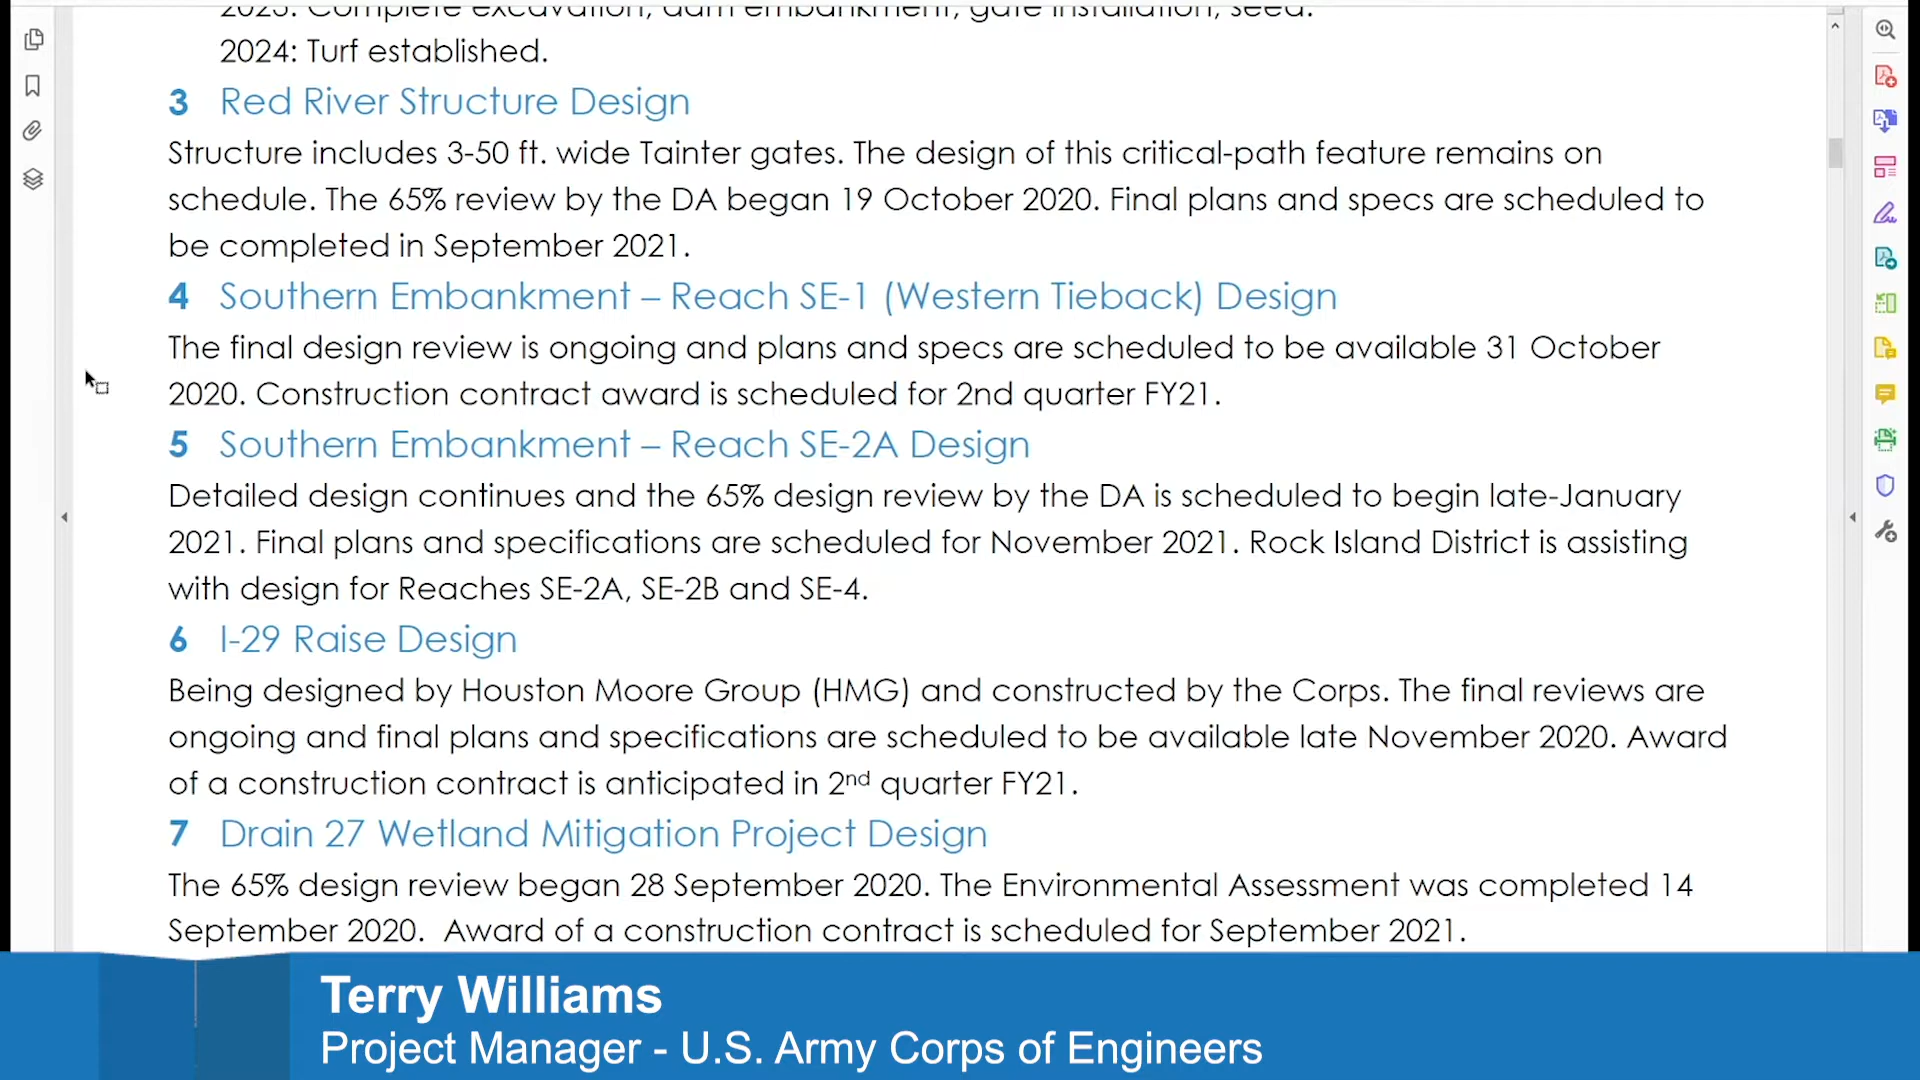 2023: Complete excavation, dam embankment, gate installation, seed.
2024: Turf established.
3 Red River Structure Design
Structure includes 3-50 ft. wide Tainter gates. The design of this critical-path feature remains on
schedule. The 65% review by the DA began 19 October 2020. Final plans and specs are scheduled to
be completed in September 2021.
4 Southern Embankment – Reach SE-1 (Western Tieback) Design
The final design review is ongoing and plans and specs are scheduled to be available 31 October
2020. Construction contract award is scheduled for 2nd quarter FY21.
5 Southern Embankment – Reach SE-2A Design
Detailed design continues and the 65% design review by the DA is scheduled to begin late-January
2021. Final plans and specifications are scheduled for November 2021. Rock Island District is assisting
with design for Reaches SE-2A, SE-2B and SE-4.
6 I-29 Raise Design
Being designed by Houston Moore Group (HMG) and constructed by the Corps. The final reviews are
ongoing and final plans and specifications are scheduled to be available late November 2020. Award
of a construction contract is anticipated in 2nd quarter FY21.
7 Drain 27 Wetland Mitigation Project Design
The 65% design review began 28 September 2020. The Environmental Assessment was completed 14
September 2020.  Award of a construction contract is scheduled for September 2021.
Terry Williams
Project Manager - U.S. Army Corps of Engineers